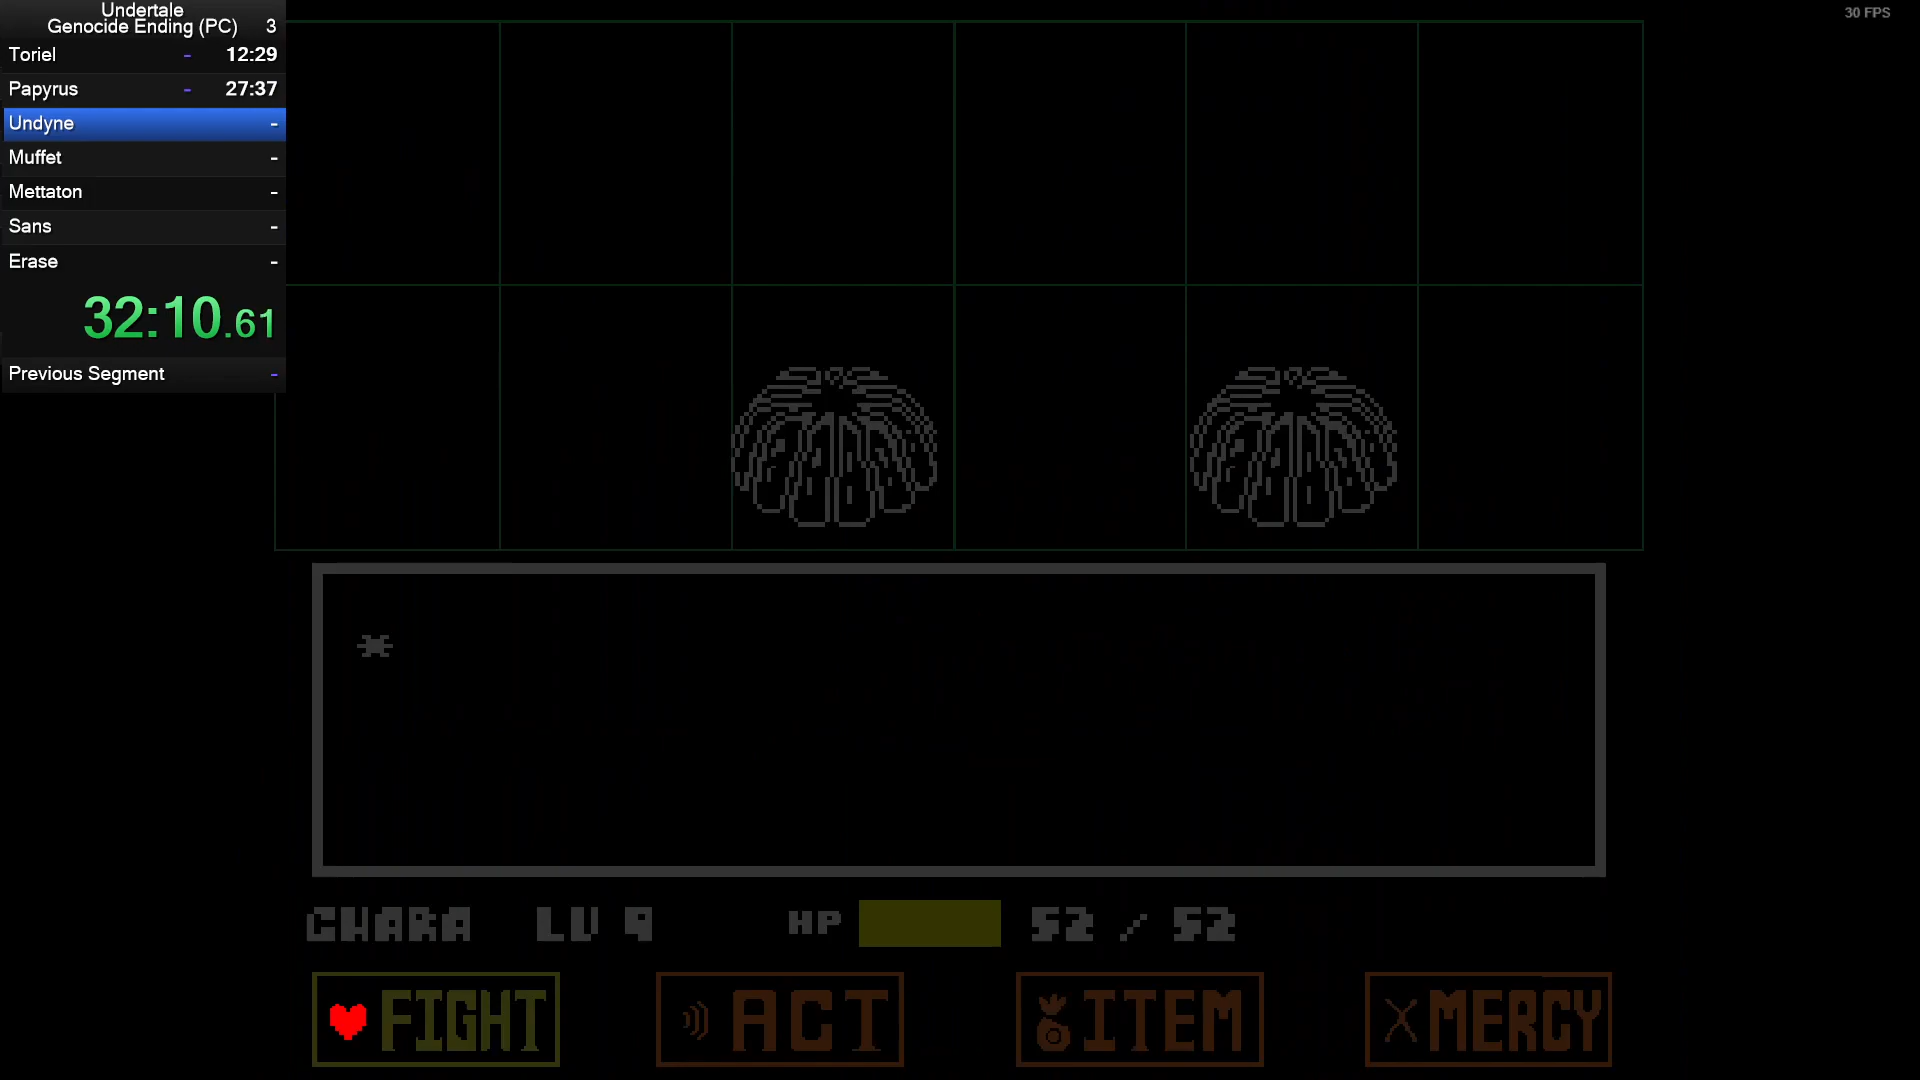 Undertale
Genocide Ending (PC) 3
Toriel - 12:29
Papyrus - 27:37
Undyne -
Muffet -
Mettaton -
Sans -
Erase -
32:10.61
Previous Segment -
30 FPS
*
CHARA LV 9 HP 52 / 52
FIGHT ACT ITEM MERCY